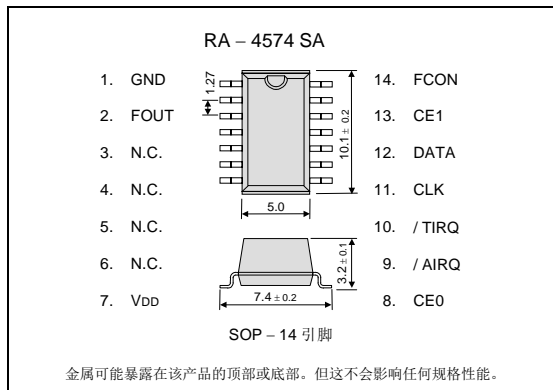 RA – 4574 SA
1. GND
2. FOUT
3. N.C.
4. N.C.
5. N.C.
6. N.C.
7. VDD
1.27
10.1 ± 0.2
5.0
3.2 ± 0.1
7.4 ± 0.2
14. FCON
13. CE1
12. DATA
11. CLK
10. / TIRQ
9. / AIRQ
8. CE0
SOP – 14 引脚
金属可能暴露在该产品的顶部或底部。但这不会影响任何规格性能。